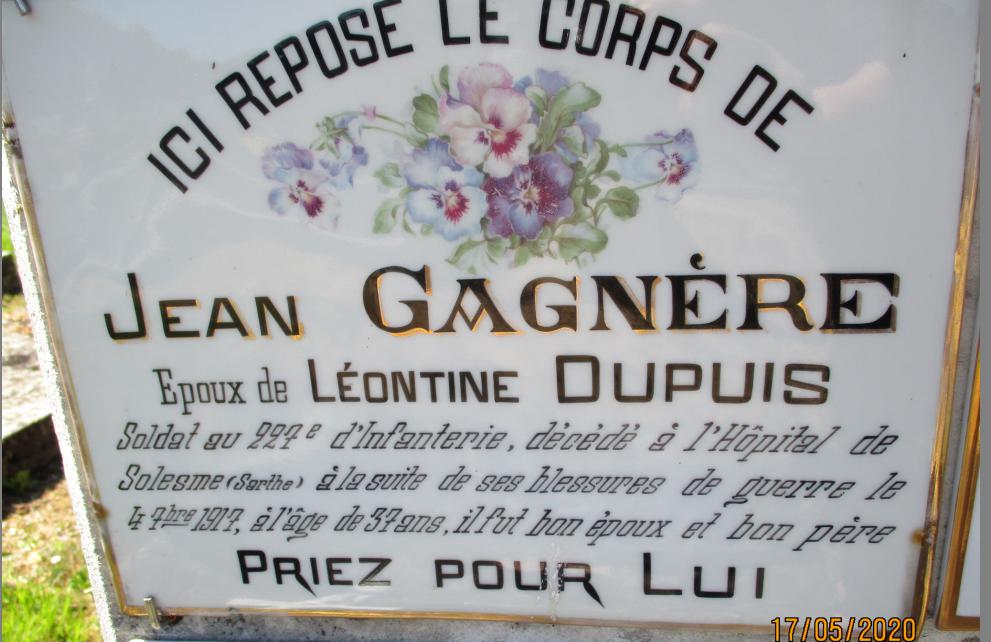 ICI REPOSE LE CORPS DE
JEAN GAGNÈRE
Epoux de LÉONTINE DUPUIS
Soldat au 227e d'Infanterie, décédé à l'Hôpital de
Solesme (Sarthe) à la suite de ses blessures de guerre le
4 7bre 1917, à l'âge de 37 ans, il fut bon époux et bon père
PRIEZ POUR LUI
17/05/2020